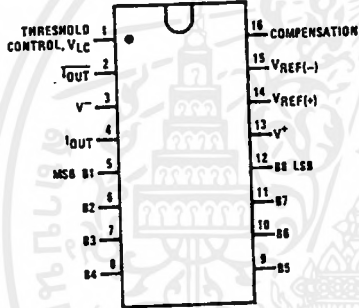 THRESHOLD
CONTROL, VLC
1
16
COMPENSATION
IOUT
2
15
VREF(−)
V−
3
14
VREF(+)
IOUT
4
13
V+
MSB B1
5
12
B8 LSB
B2
6
11
B7
B3
7
10
B6
B4
8
9
B5